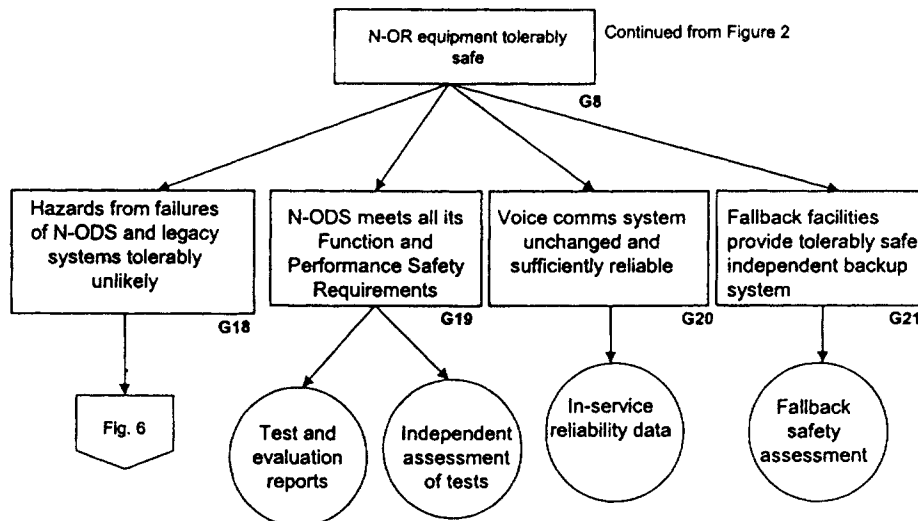 N-OR equipment tolerably
safe
Continued from Figure 2
G8
Hazards from failures
of N-ODS and legacy
systems tolerably
unlikely
G18
N-ODS meets all its
Function and
Performance Safety
Requirements
G19
Voice comms system
unchanged and
sufficiently reliable
G20
Fallback facilities
provide tolerably safe
independent backup
system
G21
Fig. 6
Test and
evaluation
reports
Independent
assessment
of tests
In-service
reliability data
Fallback
safety
assessment